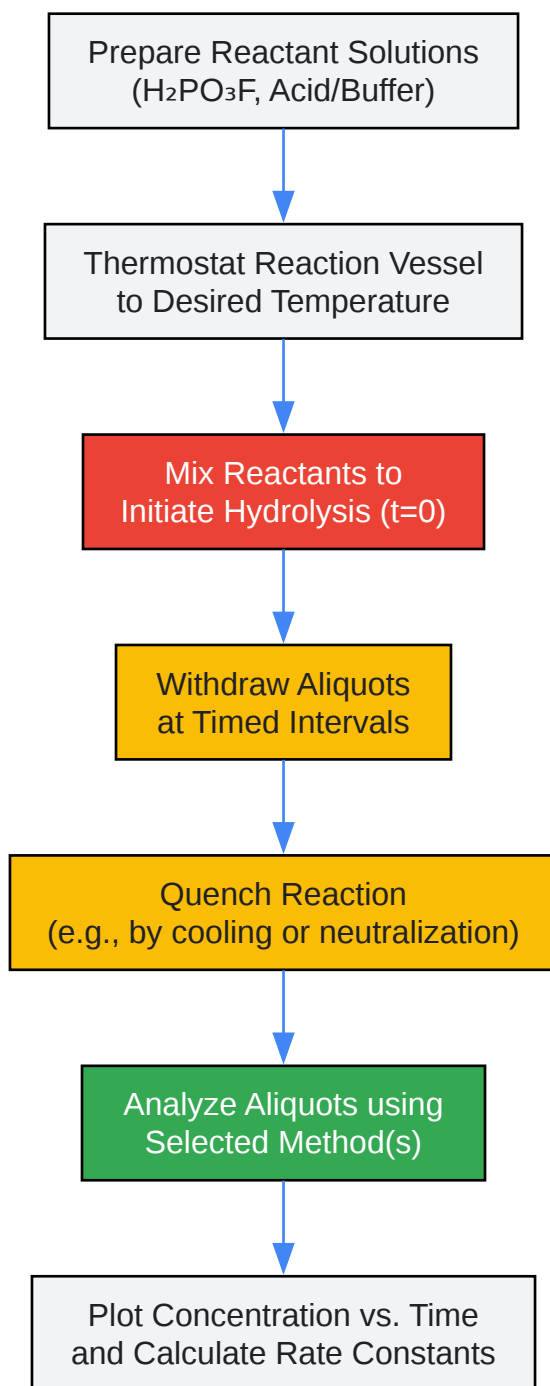 Prepare Reactant Solutions
(H₂PO₃F, Acid/Buffer)
Thermostat Reaction Vessel
to Desired Temperature
Mix Reactants to
Initiate Hydrolysis (t=0)
Withdraw Aliquots
at Timed Intervals
Quench Reaction
(e.g., by cooling or neutralization)
Analyze Aliquots using
Selected Method(s)
Plot Concentration vs. Time
and Calculate Rate Constants